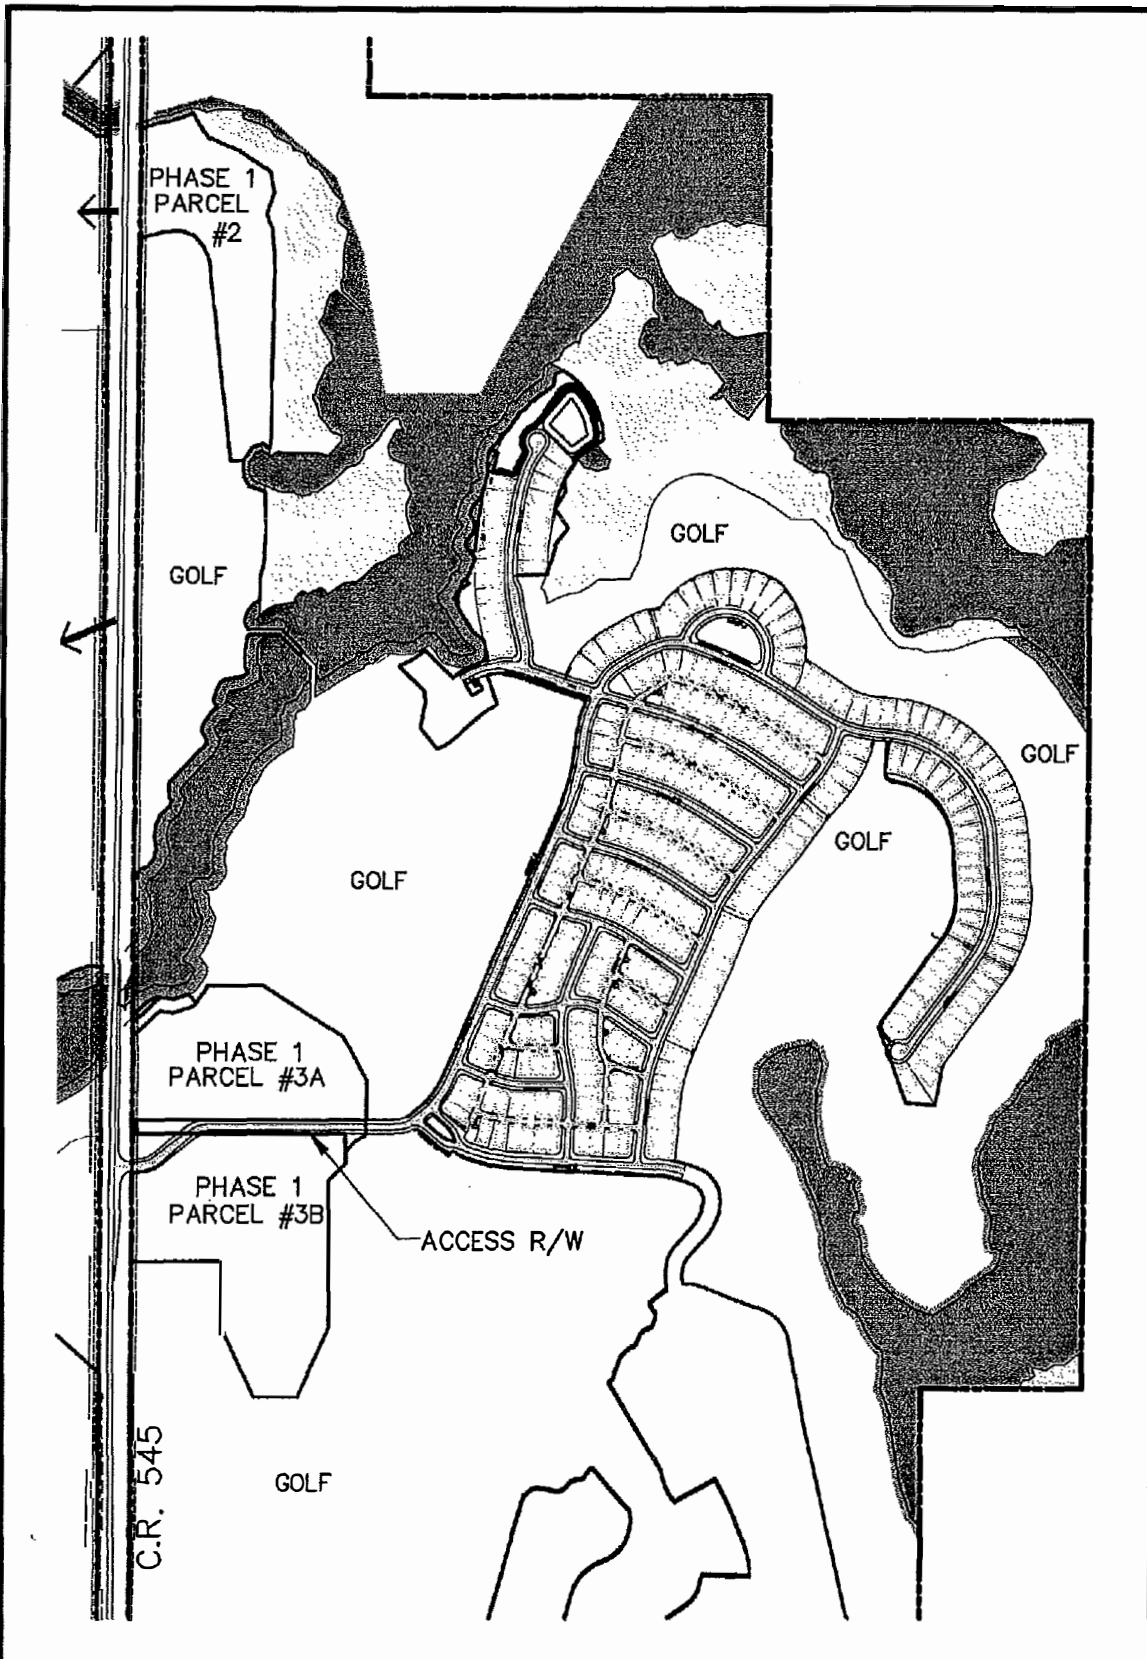 PHASE 1
PARCEL
#2
GOLF
GOLF
GOLF
GOLF
GOLF
PHASE 1
PARCEL #3A
PHASE 1
PARCEL #3B
ACCESS R/W
C.R. 545
GOLF